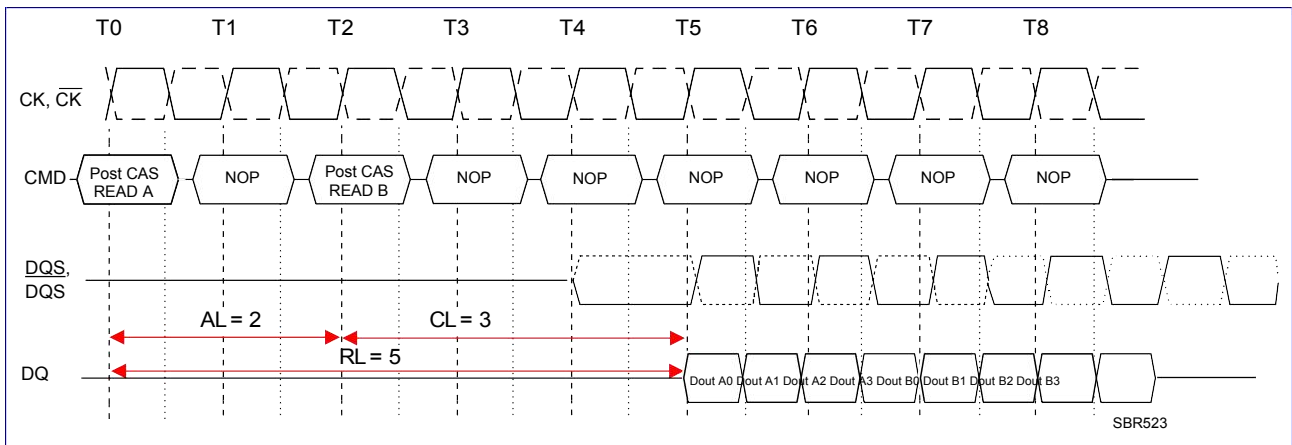 T0 T1 T2 T3 T4 T5 T6 T7 T8
CK, CK
CMD
Post CAS
READ A
NOP
Post CAS
READ B
NOP
NOP
NOP
NOP
NOP
NOP
DQS,
DQS
AL = 2
CL = 3
RL = 5
DQ
Dout A0 Dout A1 Dout A2 Dout A3 Dout B0 Dout B1 Dout B2 Dout B3
SBR523